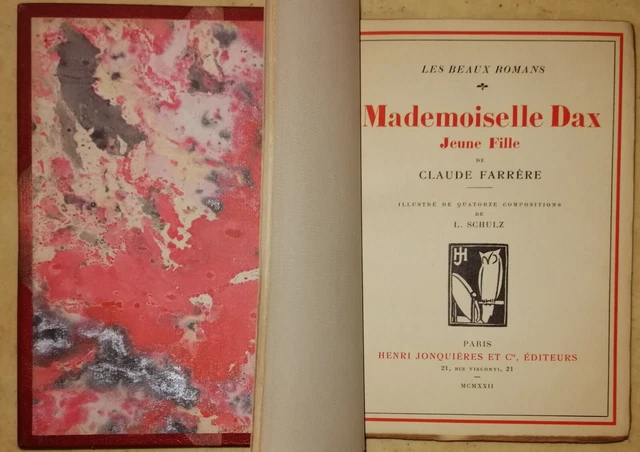 LES BEAUX ROMANS
Mademoiselle Dax
Jeune Fille
DE
CLAUDE FARRÈRE
ILLUSTRÉ DE QUATORZE COMPOSITIONS
DE
L. SCHULZ
HJ
PARIS
HENRI JONQUIÈRES ET Cie, ÉDITEURS
21, RUE VISCONTI, 21
MCMXXII